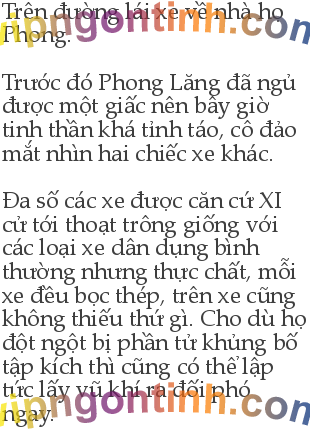 Trên đường lái xe về nhà họ
Phong.
Trước đó Phong Lăng đã ngủ
được một giấc nên bây giờ
tinh thần khá tỉnh táo, cô đảo
mắt nhìn hai chiếc xe khác.
Đa số các xe được căn cứ XI
cử tới thoạt trông giống với
các loại xe dân dụng bình
thường nhưng thực chất, mỗi
xe đều bọc thép, trên xe cũng
không thiếu thứ gì. Cho dù họ
đột ngột bị phần tử khủng bố
tập kích thì cũng có thể lập
tức lấy vũ khí ra đối phó
ngay.
vipngontinh.com
vipngontinh.com